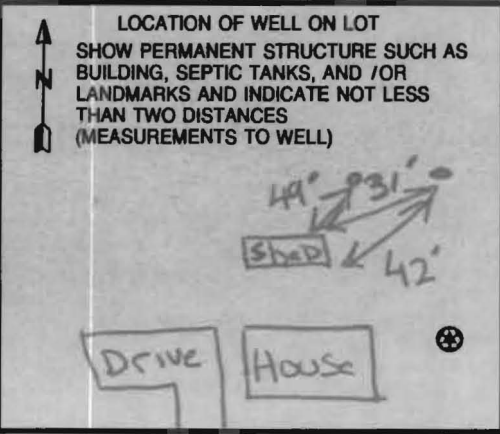 LOCATION OF WELL ON LOT
SHOW PERMANENT STRUCTURE SUCH AS
BUILDING, SEPTIC TANKS, AND /OR
LANDMARKS AND INDICATE NOT LESS
THAN TWO DISTANCES
(MEASUREMENTS TO WELL)
N
49' 31'
Shed
42'
Drive House